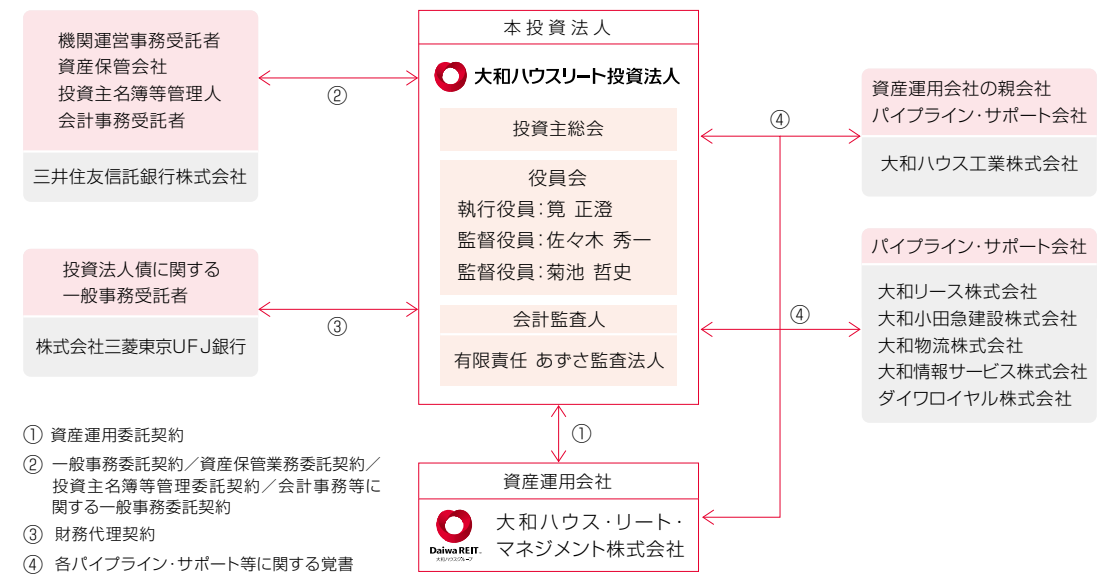 機関運営事務受託者
資産保管会社
投資主名簿等管理人
会計事務受託者
三井住友信託銀行株式会社
②
投資法人債に関する
一般事務受託者
株式会社三菱東京UFJ銀行
③
本投資法人
大和ハウスリート投資法人
投資主総会
役員会
執行役員:筧 正澄
監督役員:佐々木 秀一
監督役員:菊池 哲史
会計監査人
有限責任 あずさ監査法人
④
資産運用会社の親会社
パイプライン・サポート会社
大和ハウス工業株式会社
④
パイプライン・サポート会社
大和リース株式会社
大和小田急建設株式会社
大和物流株式会社
大和情報サービス株式会社
ダイワロイヤル株式会社
①
資産運用会社
Daiwa REIT
大和ハウスグループ
大和ハウス・リート・
マネジメント株式会社
① 資産運用委託契約
② 一般事務委託契約/資産保管業務委託契約/
投資主名簿等管理委託契約/会計事務等に
関する一般事務委託契約
③ 財務代理契約
④ 各パイプライン・サポート等に関する覚書